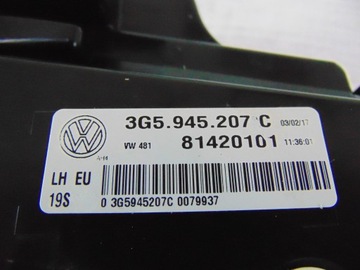 3G5.945.207 C 03/02/17
VW 481 81420101 11:36:01
LH EU
19S 0 3G5945207C 0079937